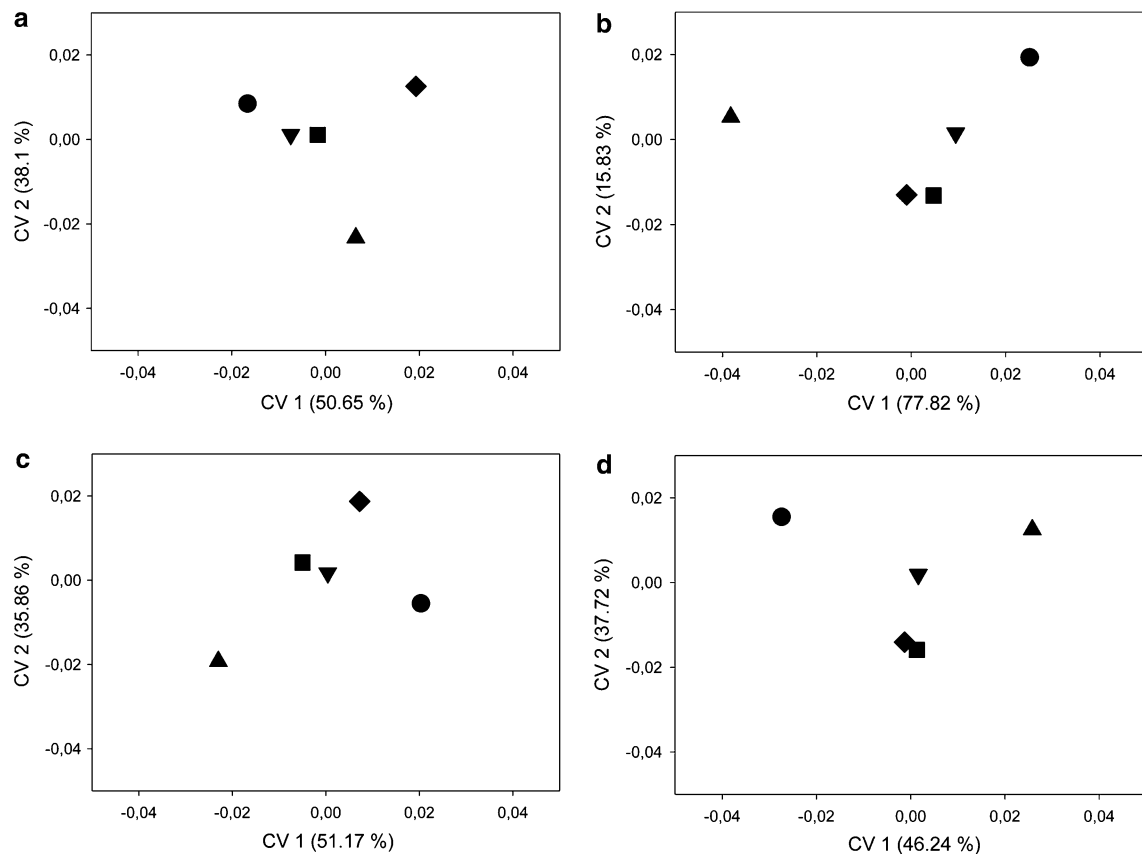 a
0,02
0,00
-0,02
-0,04
CV 2 (38.1 %)
-0,04 -0,02 0,00 0,02 0,04
CV 1 (50.65 %)
b
0,02
0,00
-0,02
-0,04
CV 2 (15.83 %)
-0,04 -0,02 0,00 0,02 0,04
CV 1 (77.82 %)
c
0,02
0,00
-0,02
-0,04
CV 2 (35.86 %)
-0,04 -0,02 0,00 0,02 0,04
CV 1 (51.17 %)
d
0,02
0,00
-0,02
-0,04
CV 2 (37.72 %)
-0,04 -0,02 0,00 0,02 0,04
CV 1 (46.24 %)